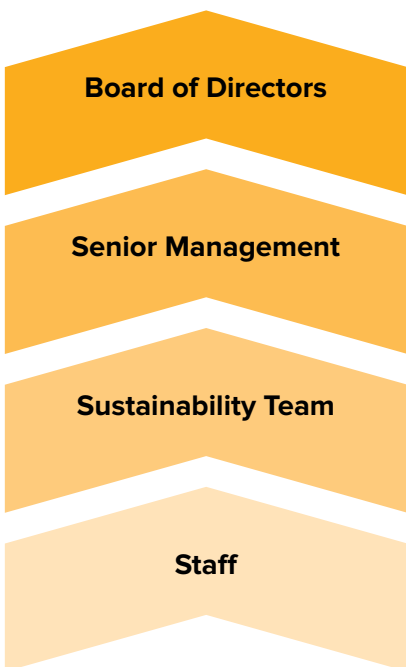 Board of Directors
Senior Management
Sustainability Team
Staff